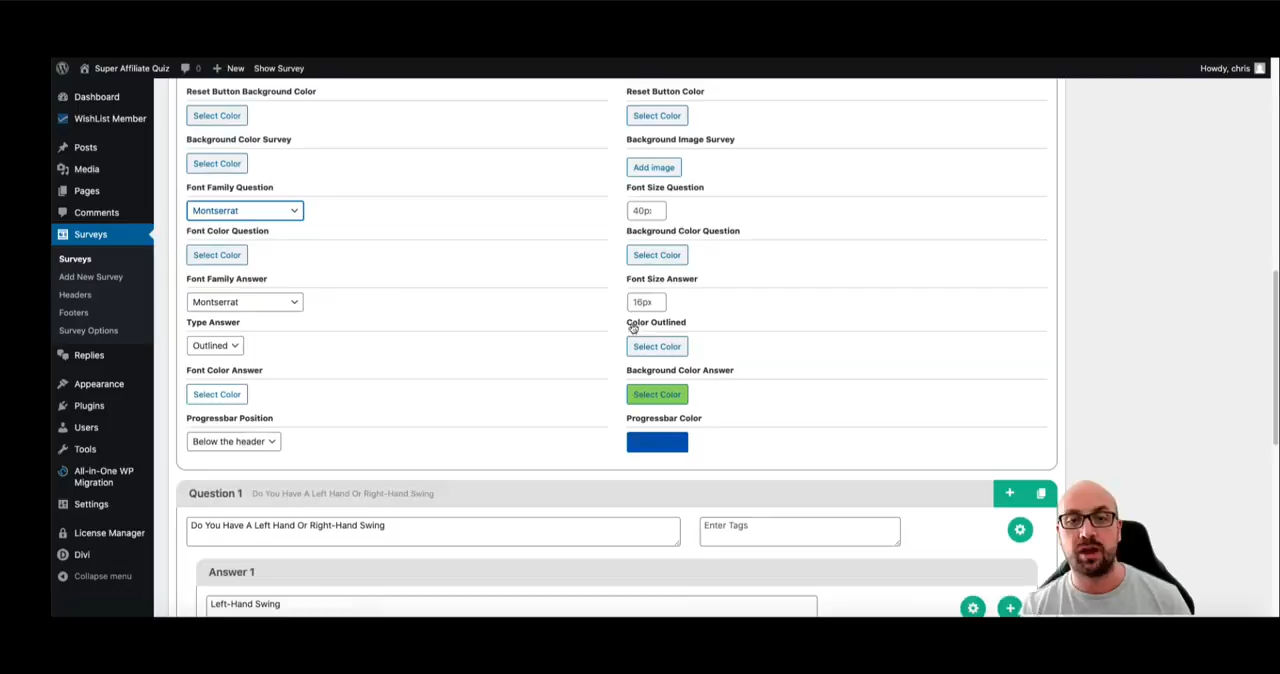 Super Affiliate Quiz 0 New Show Survey Howdy, chris
Dashboard
WishList Member
Posts
Media
Pages
Comments
Surveys
Surveys
Add New Survey
Headers
Footers
Survey Options
Replies
Appearance
Plugins
Users
Tools
All-in-One WP
Migration
Settings
License Manager
Divi
Collapse menu
Reset Button Background Color Reset Button Color
Select Color Select Color
Background Color Survey Background Image Survey
Select Color Add image
Font Family Question Font Size Question
Montserrat 40px
Font Color Question Background Color Question
Select Color Select Color
Font Family Answer Font Size Answer
Montserrat 16px
Type Answer Color Outlined
Outlined Select Color
Font Color Answer Background Color Answer
Select Color Select Color
Progressbar Position Progressbar Color
Below the header
Question 1 Do You Have A Left Hand Or Right-Hand Swing
Do You Have A Left Hand Or Right-Hand Swing Enter Tags
Answer 1
Left-Hand Swing